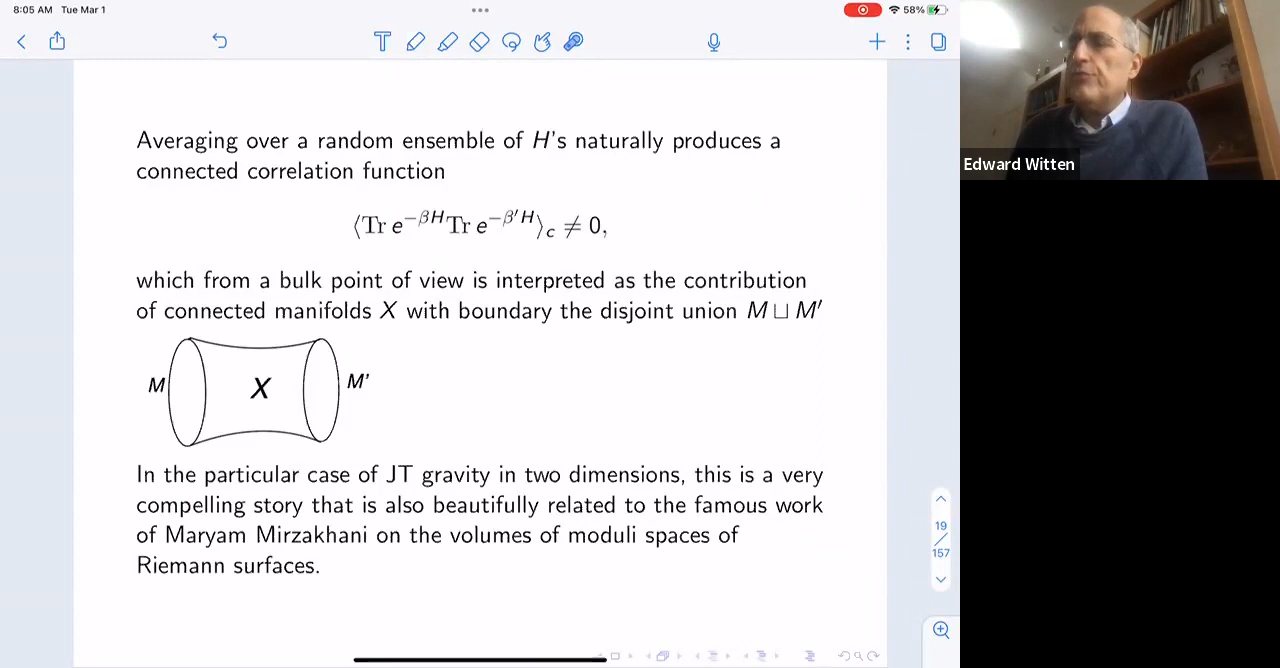 8:05 AM Tue Mar 1
58%
Averaging over a random ensemble of H's naturally produces a
connected correlation function
⟨Tr e^{−βH}Tr e^{−β′H}⟩_c ≠ 0,
which from a bulk point of view is interpreted as the contribution
of connected manifolds X with boundary the disjoint union M ⊔ M′
M X M'
In the particular case of JT gravity in two dimensions, this is a very
compelling story that is also beautifully related to the famous work
of Maryam Mirzakhani on the volumes of moduli spaces of
Riemann surfaces.
19
/
157
Edward Witten